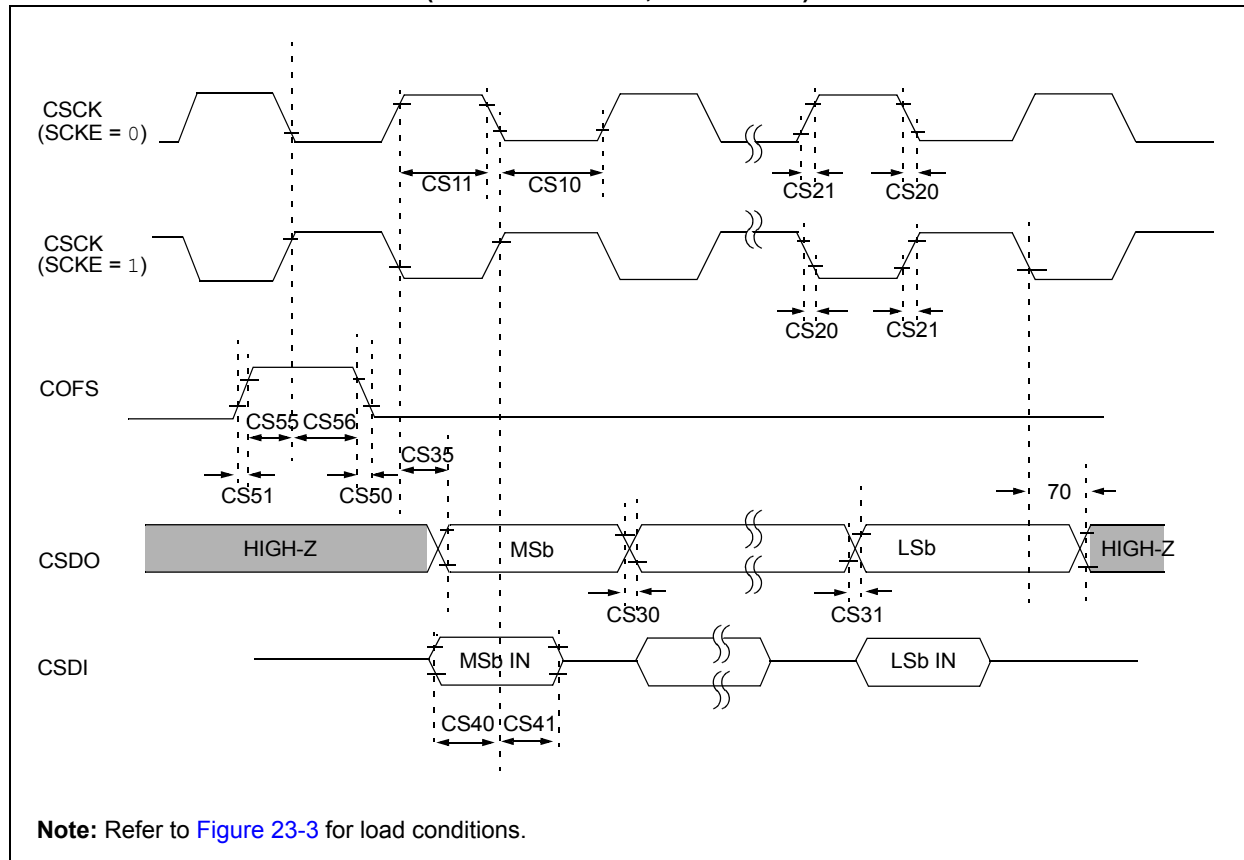 CSCK
(SCKE = 0)
CS11
CS10
CS21
CS20
CSCK
(SCKE = 1)
CS20
CS21
COFS
CS55
CS56
CS35
CS51
CS50
70
CSDO
HIGH-Z
MSb
LSb
HIGH-Z
CS30
CS31
CSDI
MSb IN
LSb IN
CS40
CS41
Note: Refer to Figure 23-3 for load conditions.